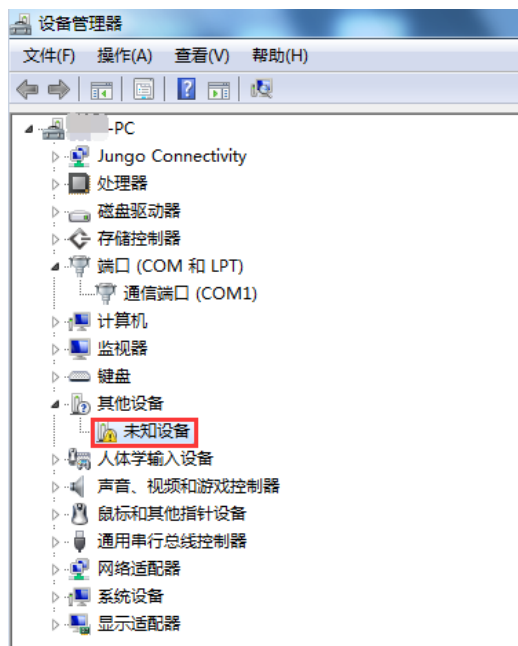 设备管理器
文件(F) 操作(A) 查看(V) 帮助(H)
-PC
Jungo Connectivity
处理器
磁盘驱动器
存储控制器
端口 (COM 和 LPT)
通信端口 (COM1)
计算机
监视器
键盘
其他设备
未知设备
人体学输入设备
声音、视频和游戏控制器
鼠标和其他指针设备
通用串行总线控制器
网络适配器
系统设备
显示适配器